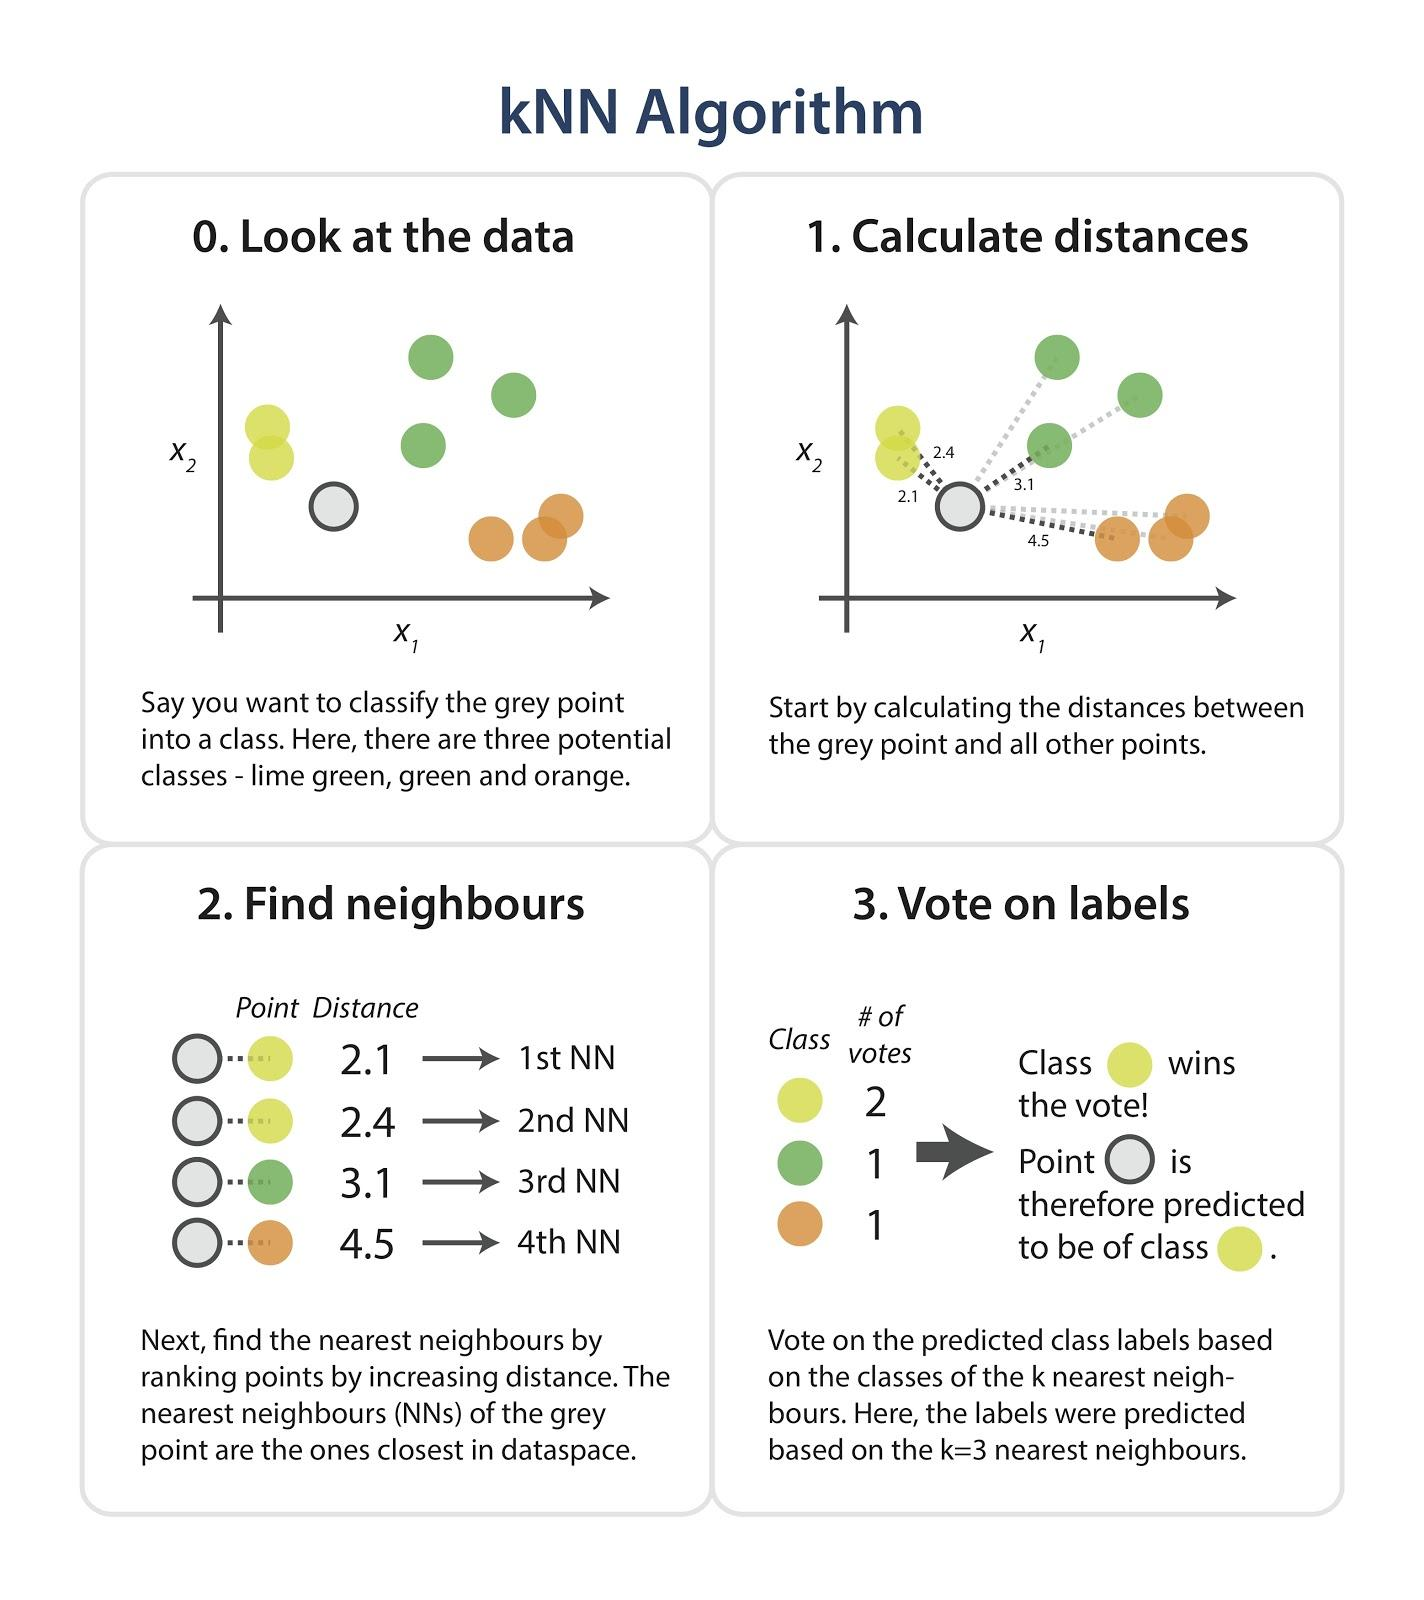 kNN Algorithm
0. Look at the data
x2
x1
Say you want to classify the grey point
into a class. Here, there are three potential
classes - lime green, green and orange.
1. Calculate distances
x2
2.4
2.1
3.1
4.5
x1
Start by calculating the distances between
the grey point and all other points.
2. Find neighbours
Point Distance
2.1 1st NN
2.4 2nd NN
3.1 3rd NN
4.5 4th NN
Next, find the nearest neighbours by
ranking points by increasing distance. The
nearest neighbours (NNs) of the grey
point are the ones closest in dataspace.
3. Vote on labels
Class # of
votes
2
1
1
Class wins
the vote!
Point is
therefore predicted
to be of class .
Vote on the predicted class labels based
on the classes of the k nearest neigh-
bours. Here, the labels were predicted
based on the k=3 nearest neighbours.